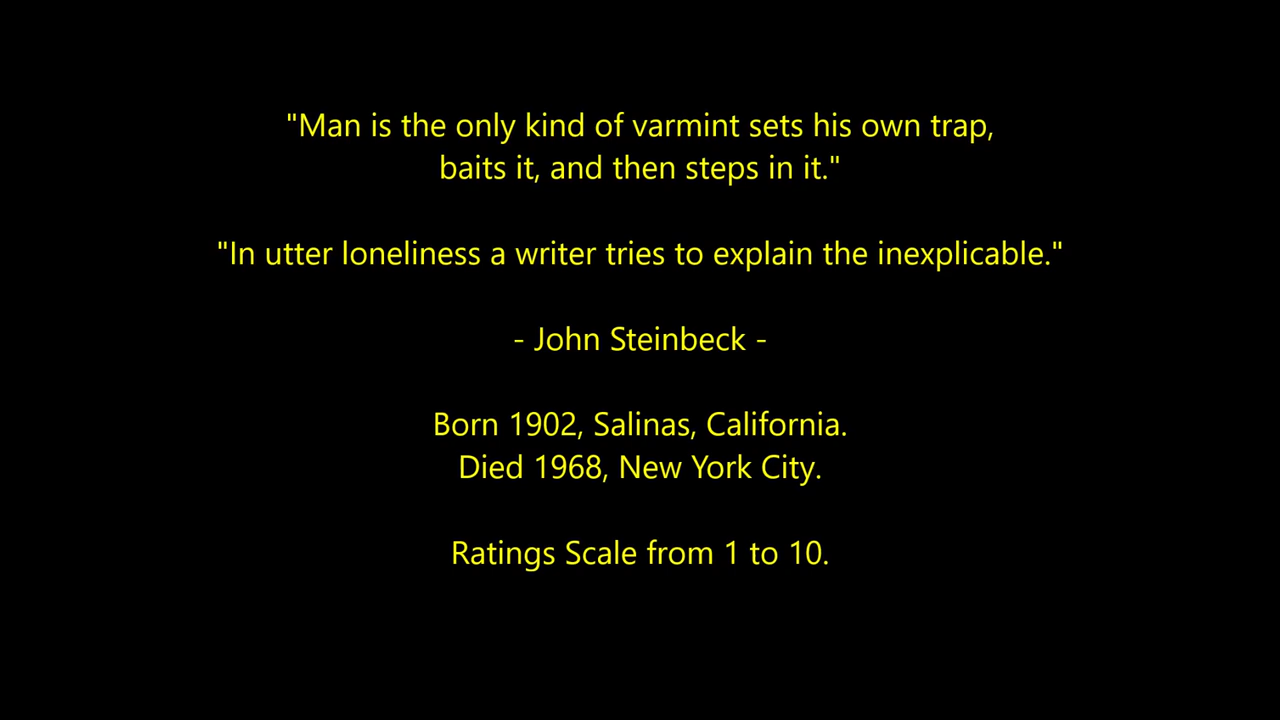 "Man is the only kind of varmint sets his own trap,
baits it, and then steps in it."
"In utter loneliness a writer tries to explain the inexplicable."
- John Steinbeck -
Born 1902, Salinas, California.
Died 1968, New York City.
Ratings Scale from 1 to 10.